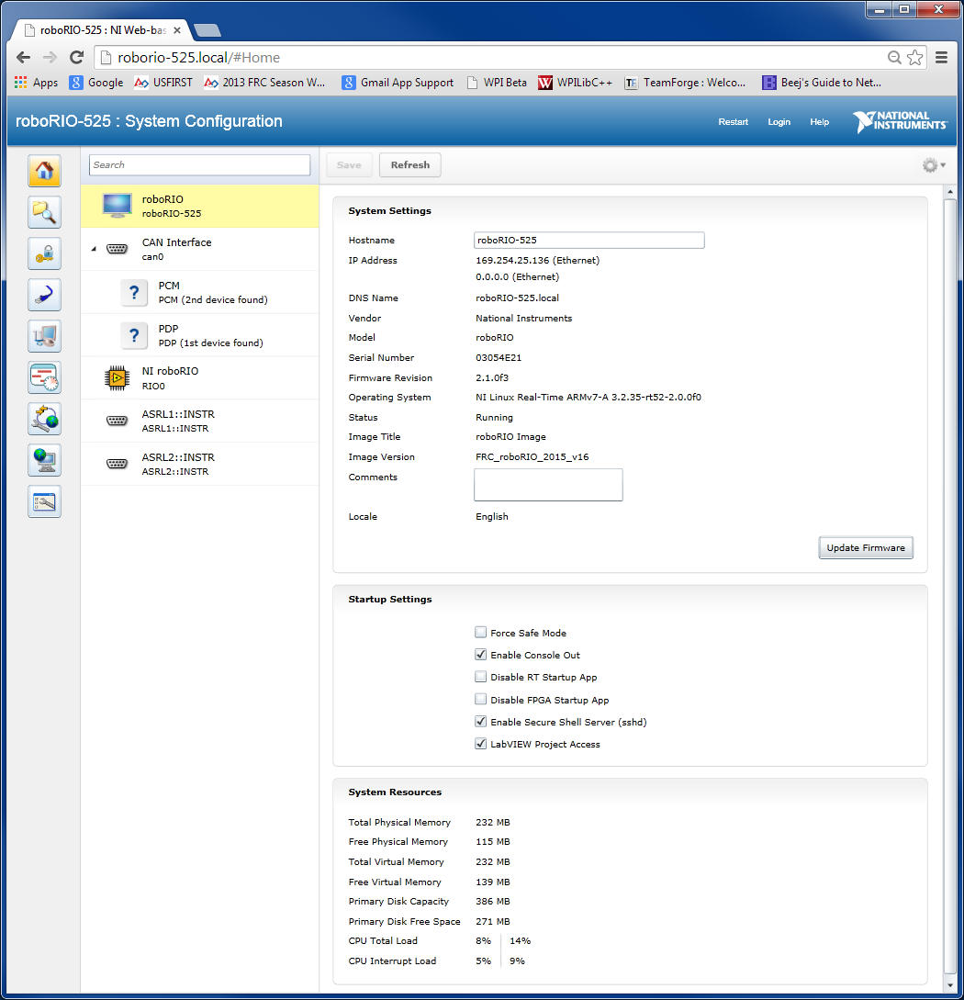 roboRIO-525 : NI Web-bas
roborio-525.local/#Home
Apps Google USFIRST 2013 FRC Season W... Gmail App Support WPI Beta WPILibC++ TeamForge : Welco... Beej's Guide to Net...
roboRIO-525 : System Configuration
Restart Login Help NATIONAL INSTRUMENTS
Search
Save Refresh
roboRIO
roboRIO-525
CAN Interface
can0
PCM
PCM (2nd device found)
PDP
PDP (1st device found)
NI roboRIO
RIO0
ASRL1::INSTR
ASRL1::INSTR
ASRL2::INSTR
ASRL2::INSTR
System Settings
Hostname roboRIO-525
IP Address 169.254.25.136 (Ethernet)
0.0.0.0 (Ethernet)
DNS Name roboRIO-525.local
Vendor National Instruments
Model roboRIO
Serial Number 03054E21
Firmware Revision 2.1.0f3
Operating System NI Linux Real-Time ARMv7-A 3.2.35-rt52-2.0.0f0
Status Running
Image Title roboRIO Image
Image Version FRC_roboRIO_2015_v16
Comments
Locale English
Update Firmware
Startup Settings
Force Safe Mode
Enable Console Out
Disable RT Startup App
Disable FPGA Startup App
Enable Secure Shell Server (sshd)
LabVIEW Project Access
System Resources
Total Physical Memory 232 MB
Free Physical Memory 115 MB
Total Virtual Memory 232 MB
Free Virtual Memory 139 MB
Primary Disk Capacity 386 MB
Primary Disk Free Space 271 MB
CPU Total Load 8% 14%
CPU Interrupt Load 5% 9%